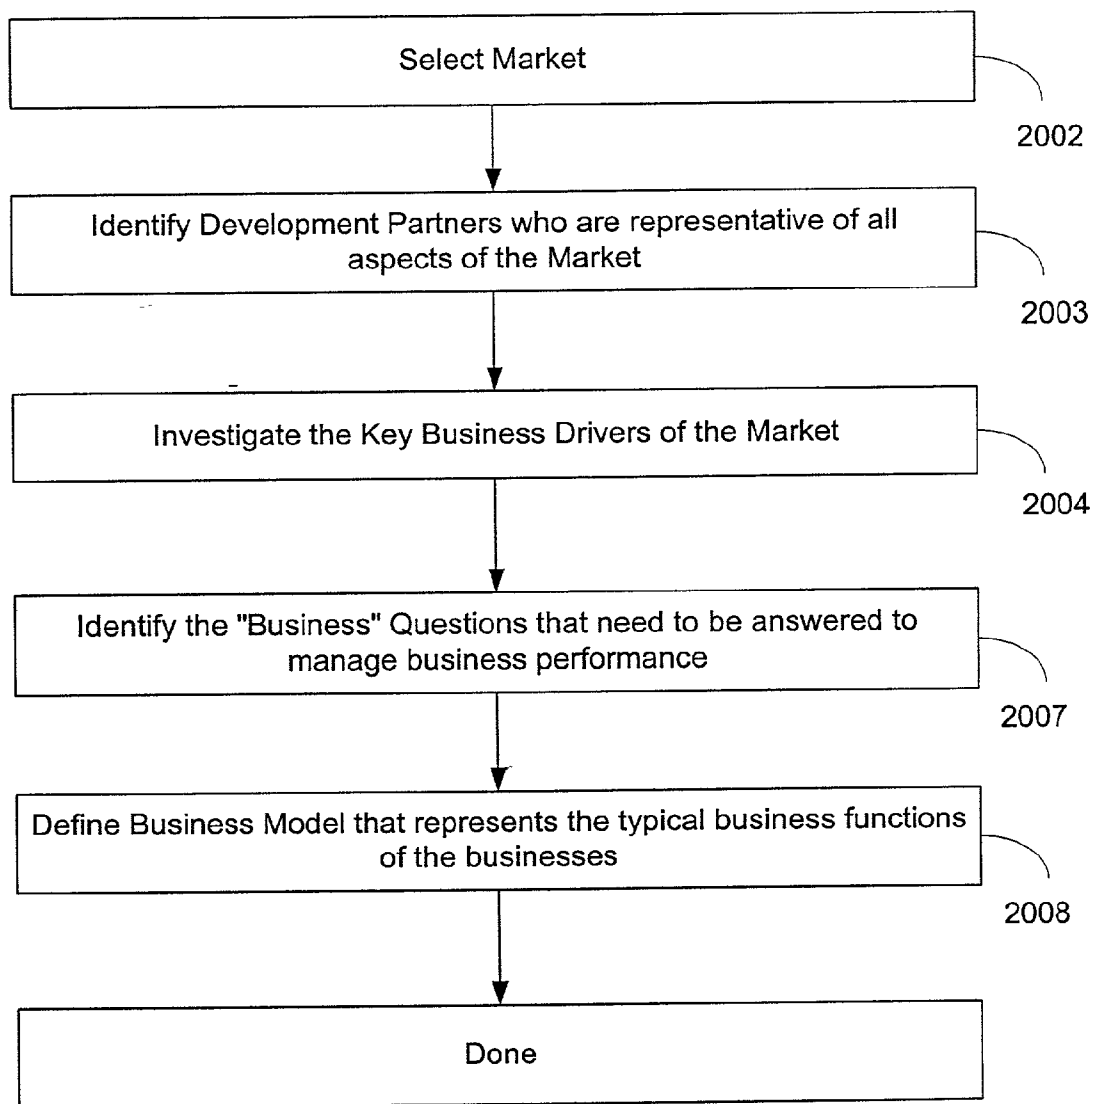 Select Market
2002
Identify Development Partners who are representative of all
aspects of the Market
2003
Investigate the Key Business Drivers of the Market
2004
Identify the "Business" Questions that need to be answered to
manage business performance
2007
Define Business Model that represents the typical business functions
of the businesses
2008
Done